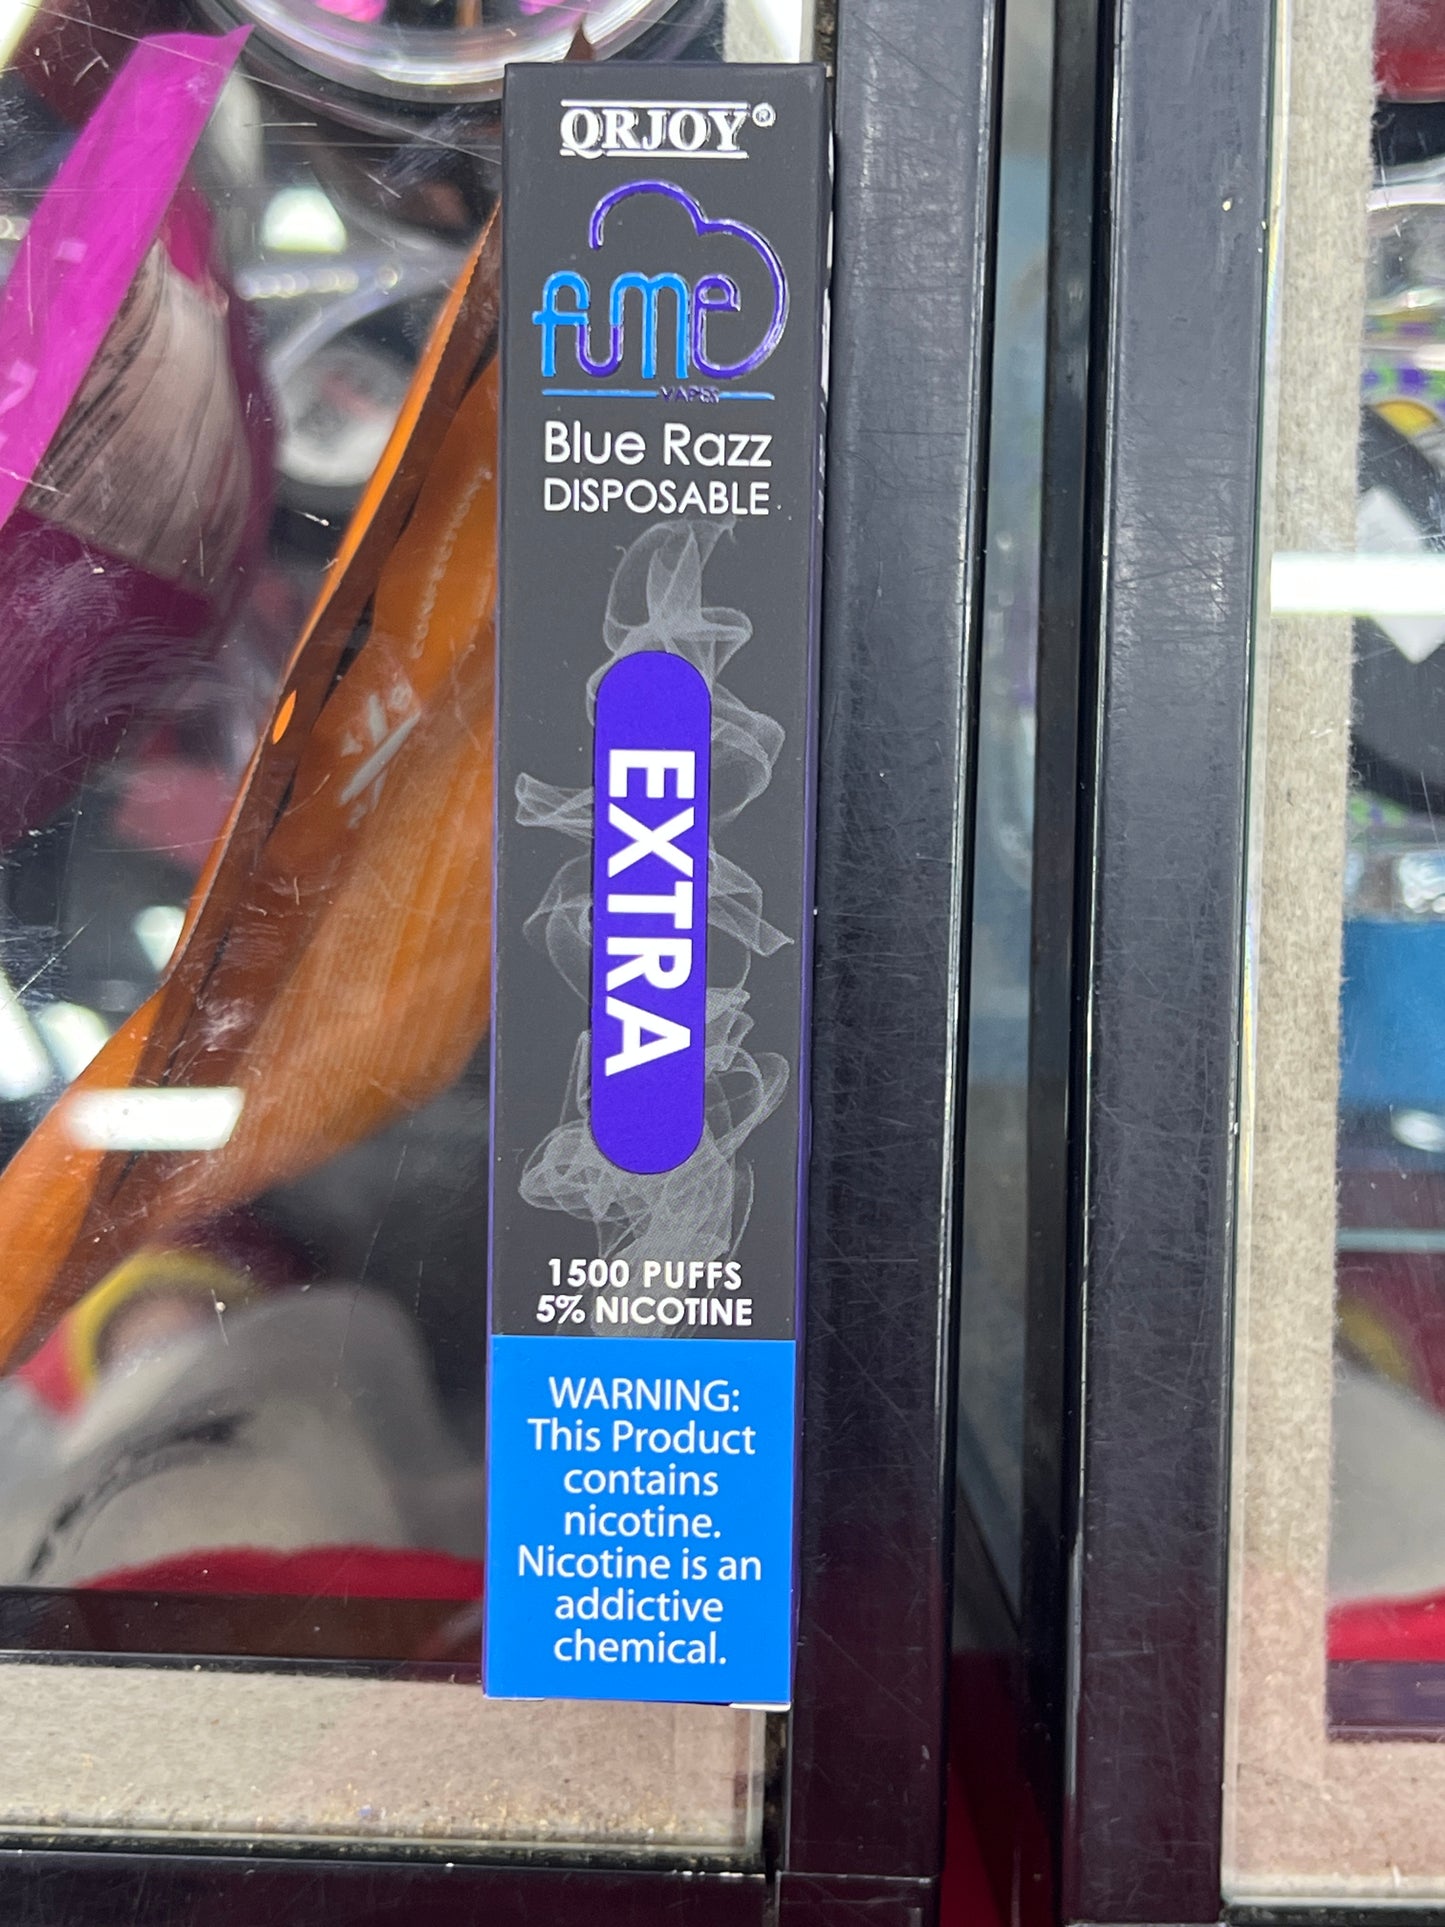 QRJOY®
fume
VAPES
Blue Razz
DISPOSABLE
EXTRA
1500 PUFFS
5% NICOTINE
WARNING:
This Product
contains
nicotine.
Nicotine is an
addictive
chemical.